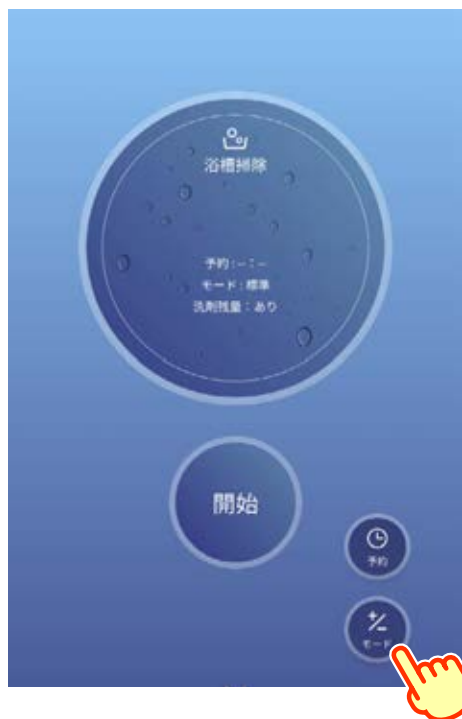 浴槽掃除
予約：--：--
モード：標準
洗剤残量：あり
開始
予約
モード